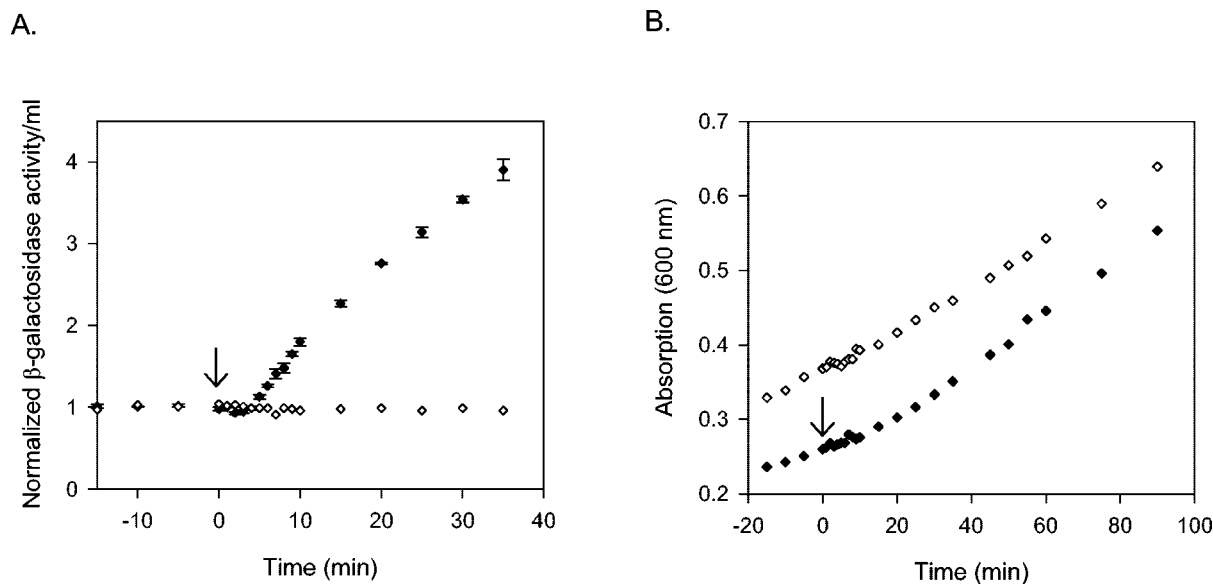 A.
Normalized β-galactosidase activity/ml
4
3
2
1
0
-10 0 10 20 30 40
Time (min)
B.
Absorption (600 nm)
0.7
0.6
0.5
0.4
0.3
0.2
-20 0 20 40 60 80 100
Time (min)